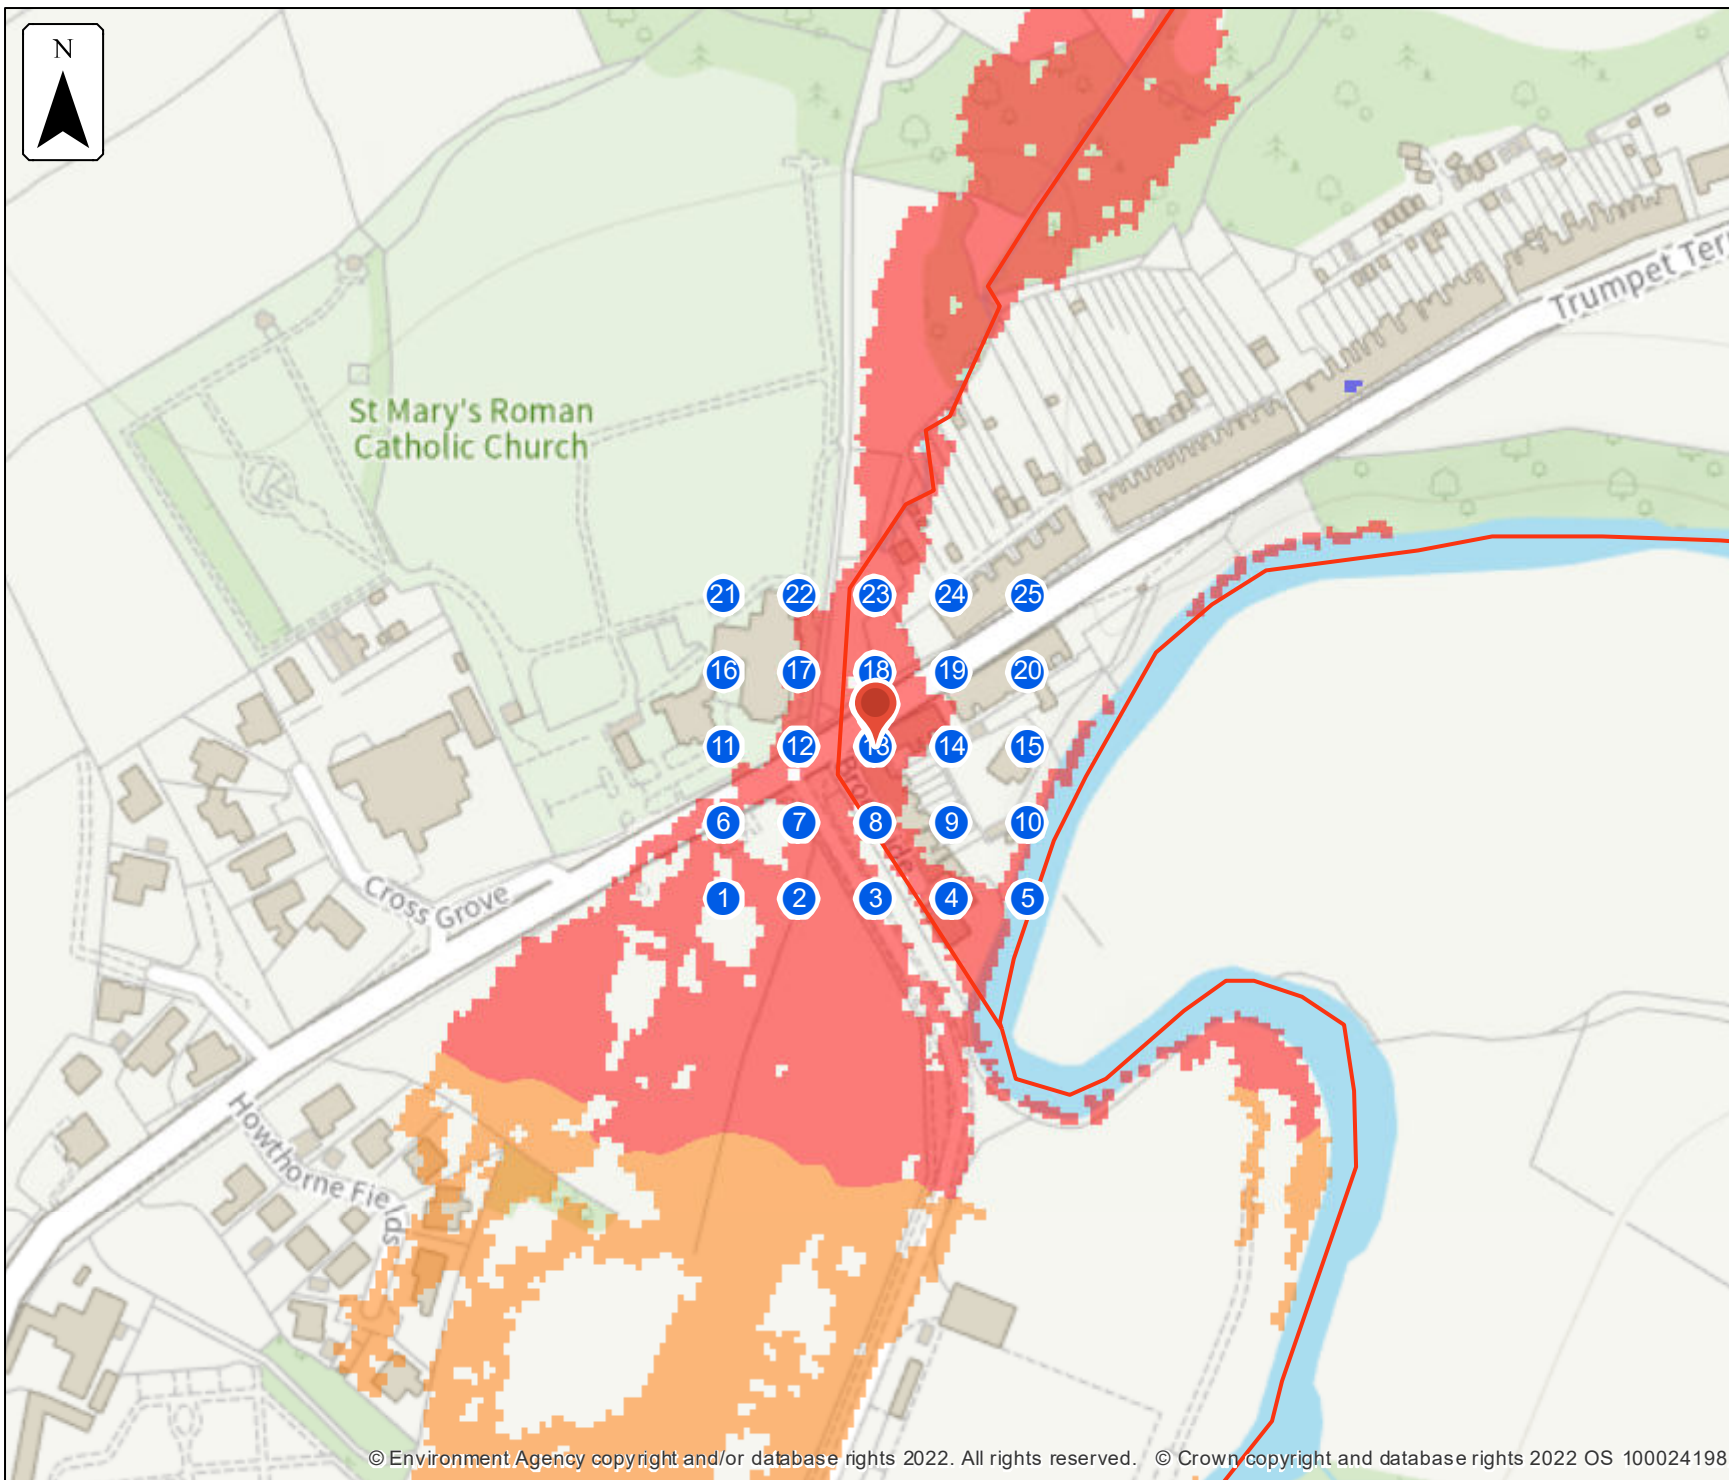 N
Trumpet Ter
St Mary's Roman
Catholic Church
21 22 23 24 25
16 17 18 19 20
11 12 13 14 15
6 7 8 9 10
1 2 3 4 5
Cross Grove
Howthorne Fields
© Environment Agency copyright and/or database rights 2022. All rights reserved. © Crown copyright and database rights 2022 OS 100024198